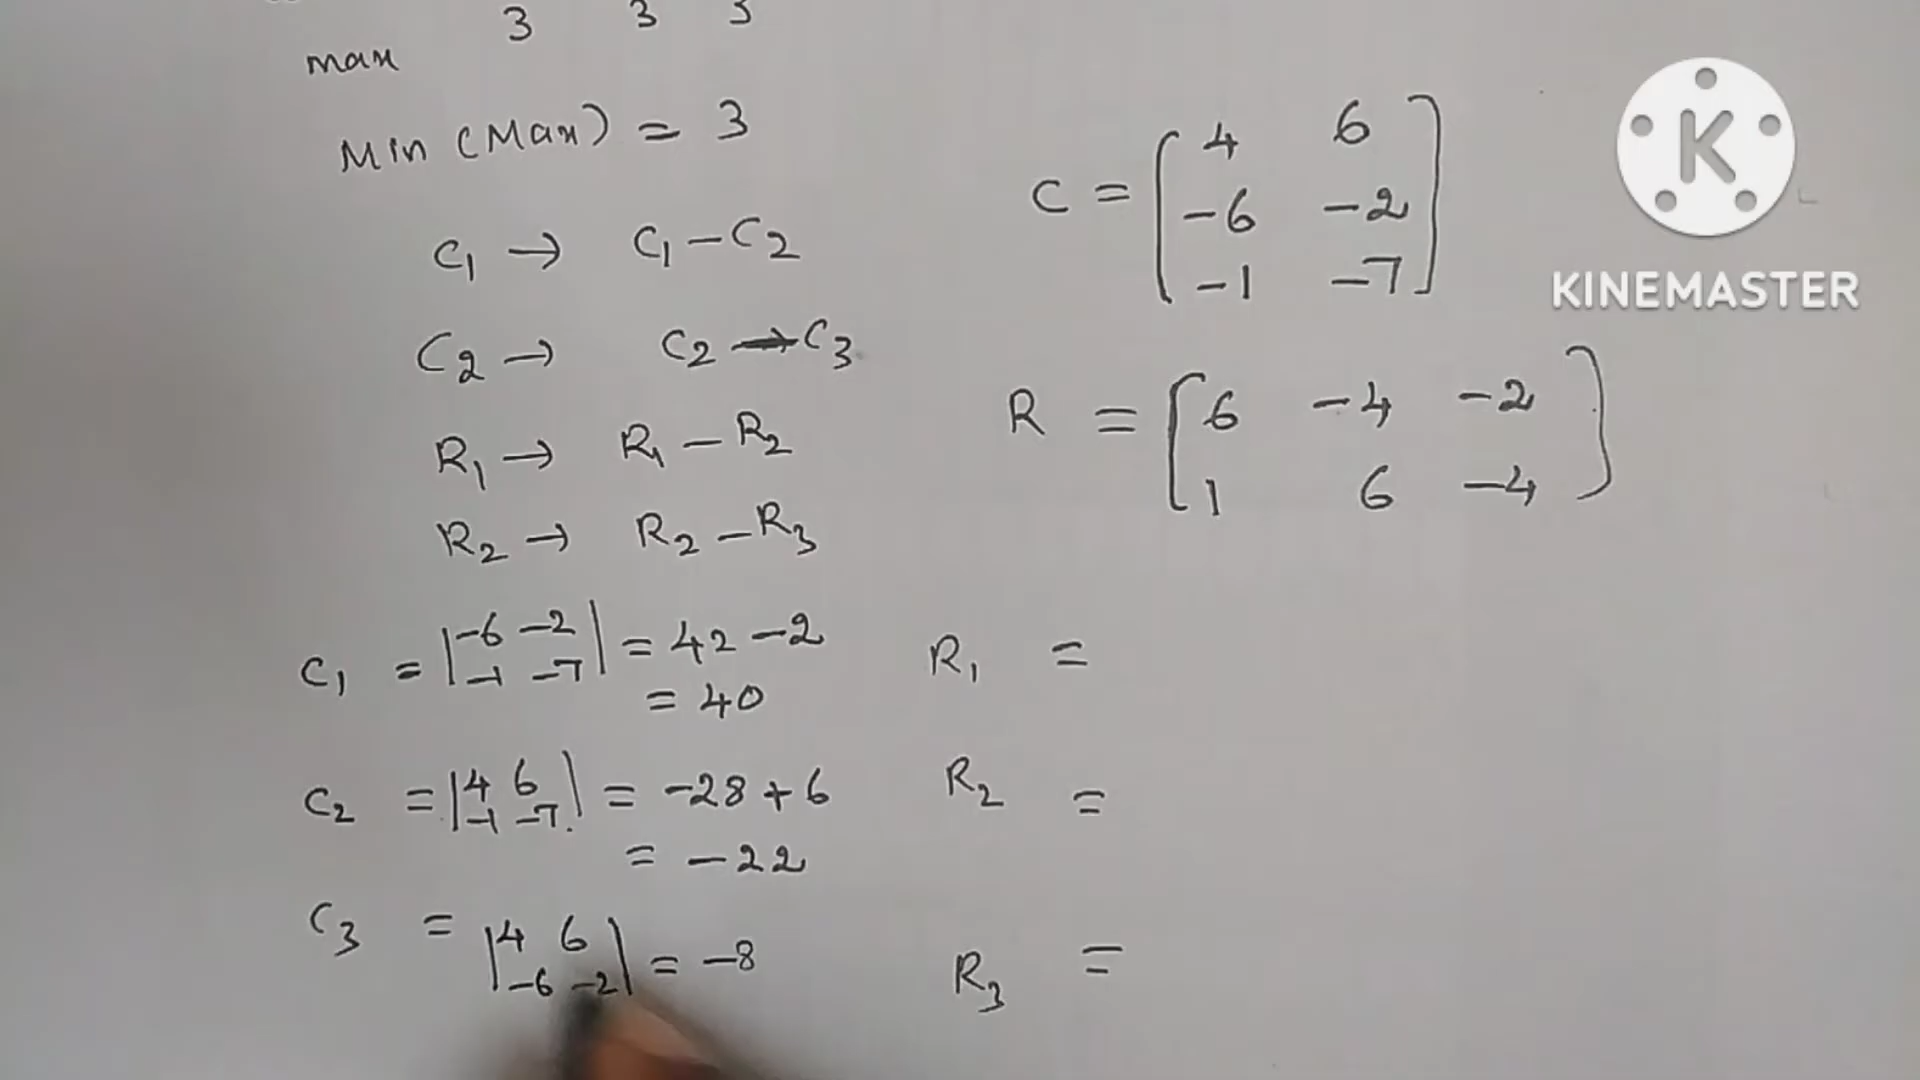 3 3 3
max
Min (Max) = 3
C1 → C1 - C2
C2 → C2 - C3
R1 → R1 - R2
R2 → R2 - R3
C = [ 4 6
-6 -2
-1 -7 ]
R = [ 6 -4 -2
1 6 -4 ]
KINEMASTER
C1 = | -6 -2 | = 42 - 2
-1 -7
= 40
C2 = | 4 6 | = -28 + 6
-1 -7
= -22
C3 = | 4 6 | = -8
-6 -2
R1 =
R2 =
R3 =